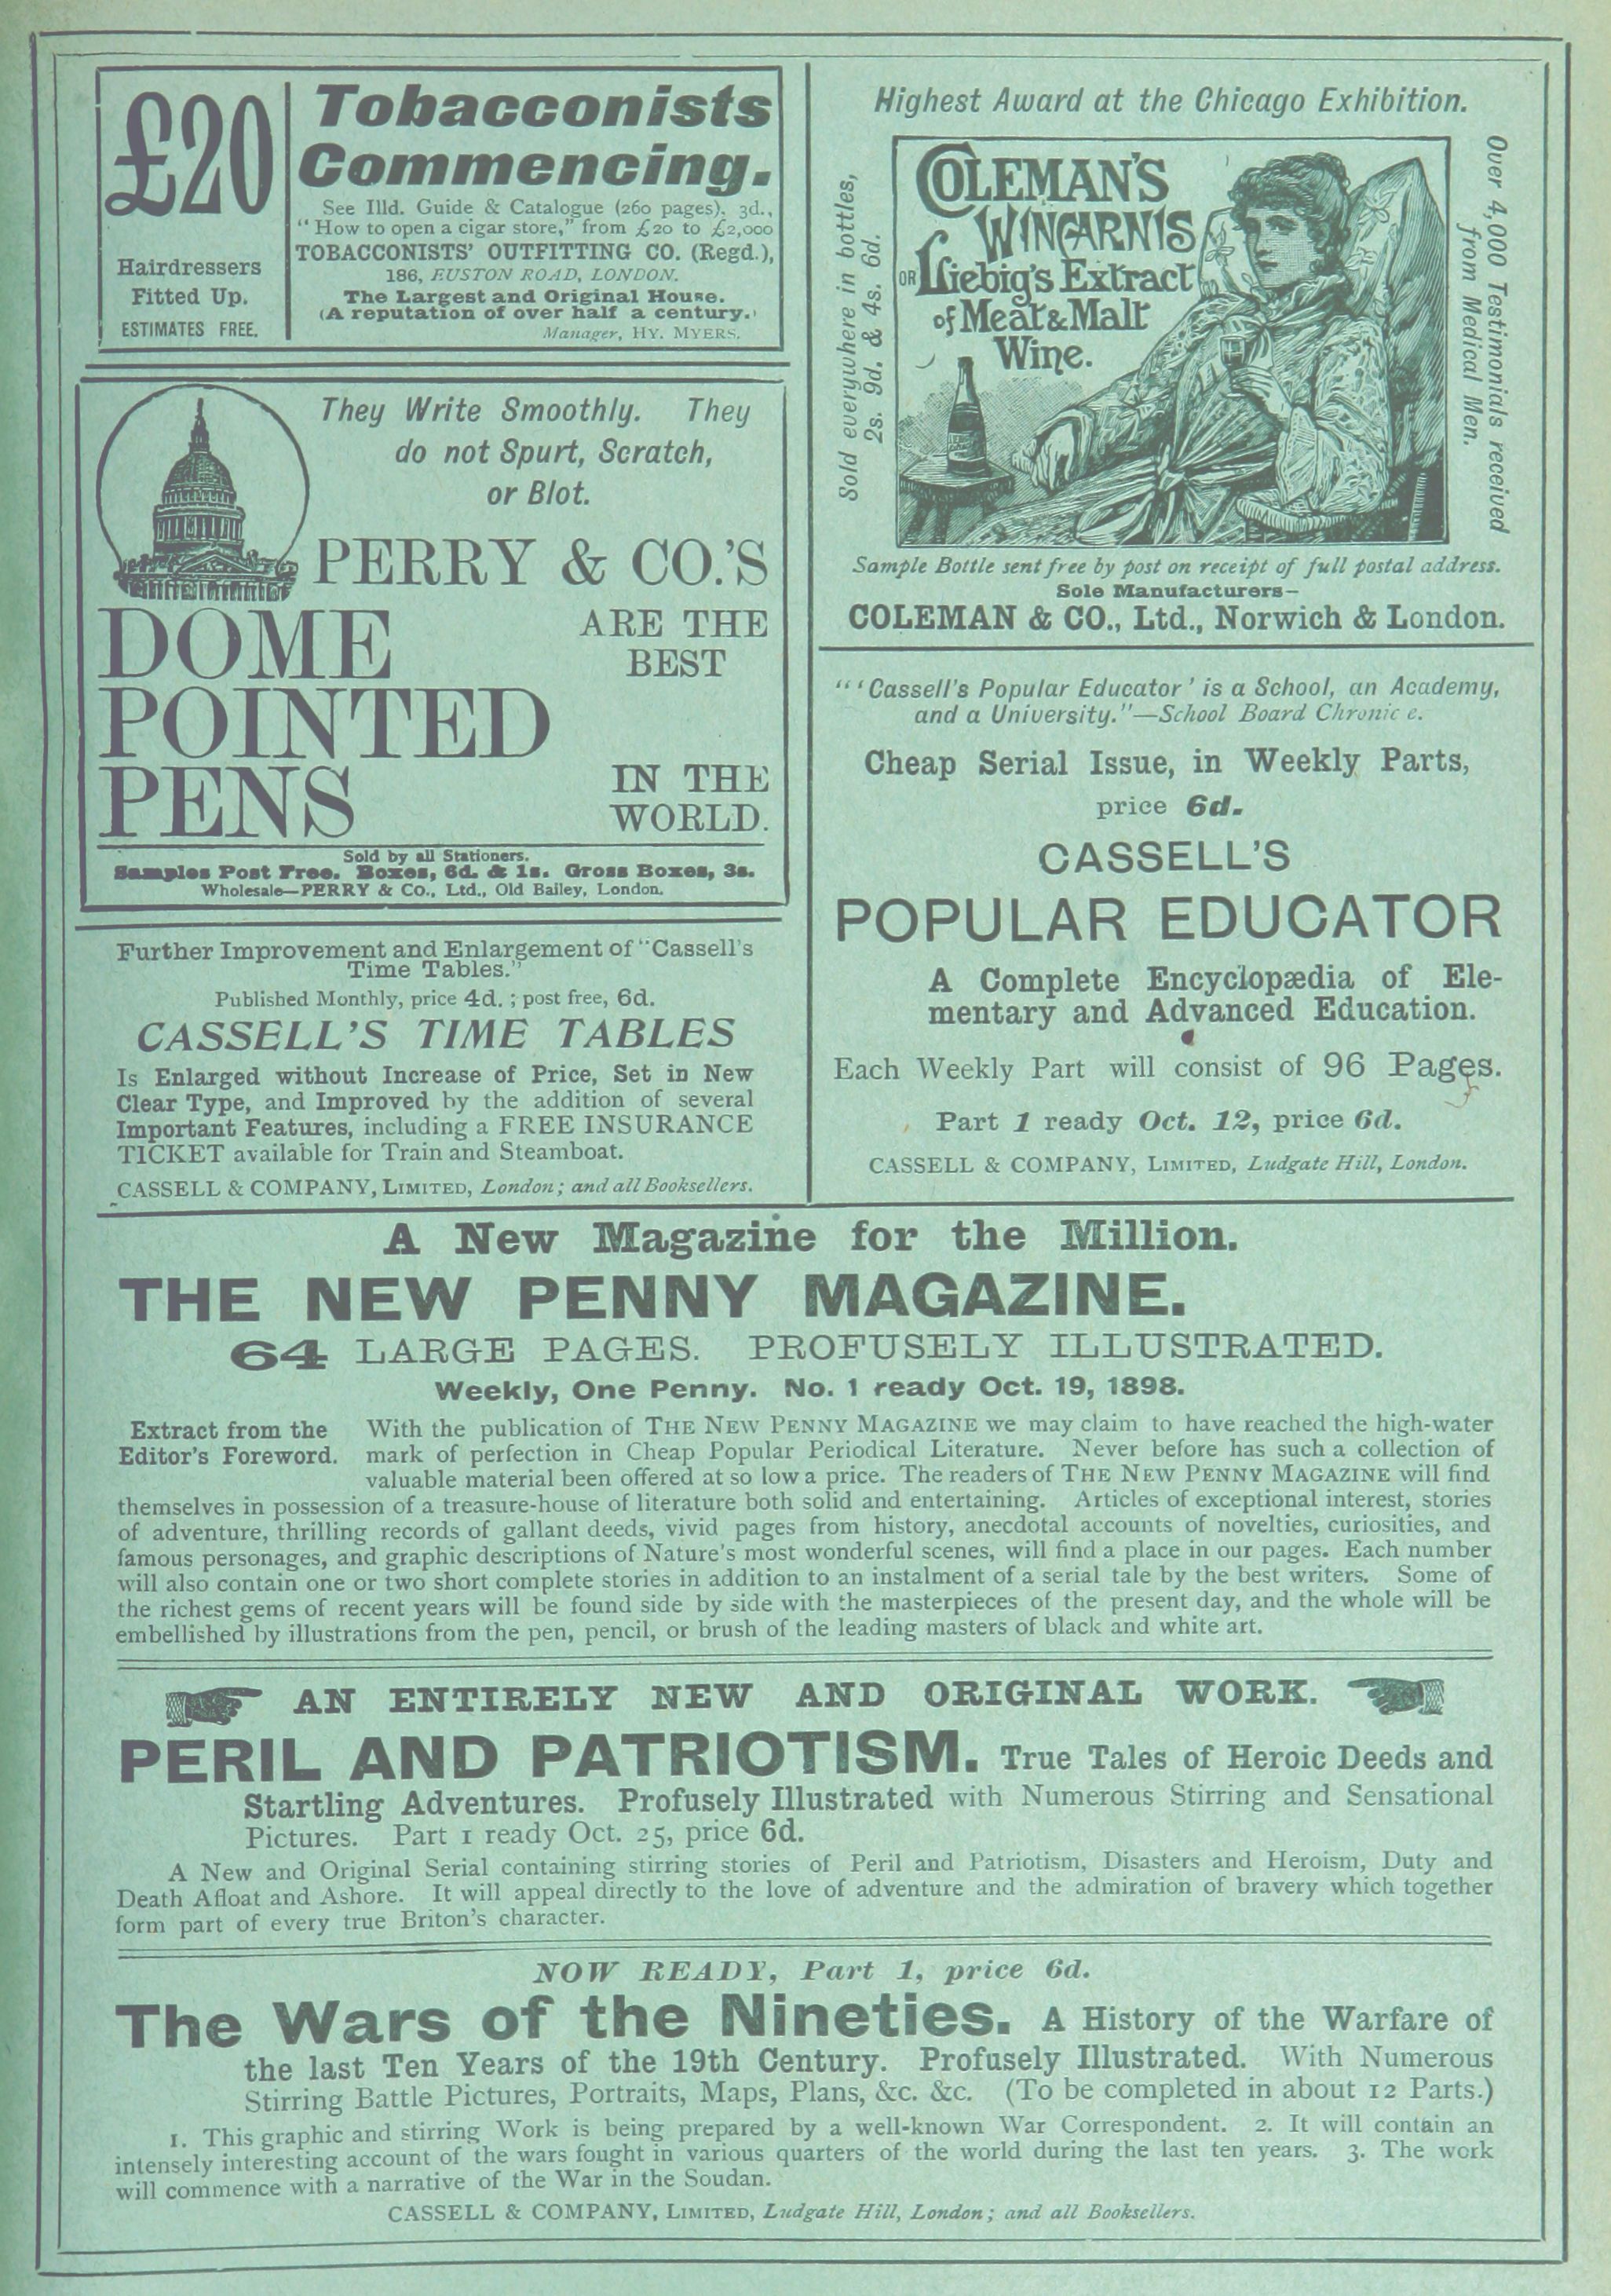 £20
Hairdressers
Fitted Up.
ESTIMATES FREE.
Tobacconists
Commencing.
See Illd. Guide & Catalogue (260 pages), 3d.,
"How to open a cigar store," from £20 to £2,000
TOBACCONISTS' OUTFITTING CO. (Regd.),
186, EUSTON ROAD, LONDON.
The Largest and Original House.
(A reputation of over half a century.)
Manager, HY. MYERS.
They Write Smoothly. They
do not Spurt, Scratch,
or Blot.
PERRY & CO.'S
DOME
ARE THE
BEST
POINTED
PENS
IN THE
WORLD.
Sold by all Stationers.
Samples Post Free. Boxes, 6d. & 1s. Gross Boxes, 3s.
Wholesale—PERRY & Co., Ltd., Old Bailey, London.
Further Improvement and Enlargement of "Cassell's
Time Tables."
Published Monthly, price 4d.; post free, 6d.
CASSELL'S TIME TABLES
Is Enlarged without Increase of Price, Set in New
Clear Type, and Improved by the addition of several
Important Features, including a FREE INSURANCE
TICKET available for Train and Steamboat.
CASSELL & COMPANY, LIMITED, London; and all Booksellers.
Highest Award at the Chicago Exhibition.
Sold everywhere in bottles,
2s. 9d. & 4s. 6d.
COLEMAN'S
WINCARNIS
OR Liebig's Extract
of Meat & Malt
Wine.
Over 4,000 Testimonials received
from Medical Men.
Sample Bottle sent free by post on receipt of full postal address.
Sole Manufacturers—
COLEMAN & CO., Ltd., Norwich & London.
"'Cassell's Popular Educator' is a School, an Academy,
and a University."—School Board Chronic e.
Cheap Serial Issue, in Weekly Parts,
price 6d.
CASSELL'S
POPULAR EDUCATOR
A Complete Encyclopædia of Ele-
mentary and Advanced Education.
Each Weekly Part will consist of 96 Pages.
Part 1 ready Oct. 12, price 6d.
CASSELL & COMPANY, LIMITED, Ludgate Hill, London.
A New Magazine for the Million.
THE NEW PENNY MAGAZINE.
64 LARGE PAGES. PROFUSELY ILLUSTRATED.
Weekly, One Penny. No. 1 ready Oct. 19, 1898.
Extract from the
Editor's Foreword.
With the publication of THE NEW PENNY MAGAZINE we may claim to have reached the high-water
mark of perfection in Cheap Popular Periodical Literature. Never before has such a collection of
valuable material been offered at so low a price. The readers of THE NEW PENNY MAGAZINE will find
themselves in possession of a treasure-house of literature both solid and entertaining. Articles of exceptional interest, stories
of adventure, thrilling records of gallant deeds, vivid pages from history, anecdotal accounts of novelties, curiosities, and
famous personages, and graphic descriptions of Nature's most wonderful scenes, will find a place in our pages. Each number
will also contain one or two short complete stories in addition to an instalment of a serial tale by the best writers. Some of
the richest gems of recent years will be found side by side with the masterpieces of the present day, and the whole will be
embellished by illustrations from the pen, pencil, or brush of the leading masters of black and white art.
AN ENTIRELY NEW AND ORIGINAL WORK.
PERIL AND PATRIOTISM. True Tales of Heroic Deeds and
Startling Adventures. Profusely Illustrated with Numerous Stirring and Sensational
Pictures. Part 1 ready Oct. 25, price 6d.
A New and Original Serial containing stirring stories of Peril and Patriotism, Disasters and Heroism, Duty and
Death Afloat and Ashore. It will appeal directly to the love of adventure and the admiration of bravery which together
form part of every true Briton's character.
NOW READY, Part 1, price 6d.
The Wars of the Nineties. A History of the Warfare of
the last Ten Years of the 19th Century. Profusely Illustrated. With Numerous
Stirring Battle Pictures, Portraits, Maps, Plans, &c. &c. (To be completed in about 12 Parts.)
1. This graphic and stirring Work is being prepared by a well-known War Correspondent. 2. It will contain an
intensely interesting account of the wars fought in various quarters of the world during the last ten years. 3. The work
will commence with a narrative of the War in the Soudan.
CASSELL & COMPANY, LIMITED, Ludgate Hill, London; and all Booksellers.